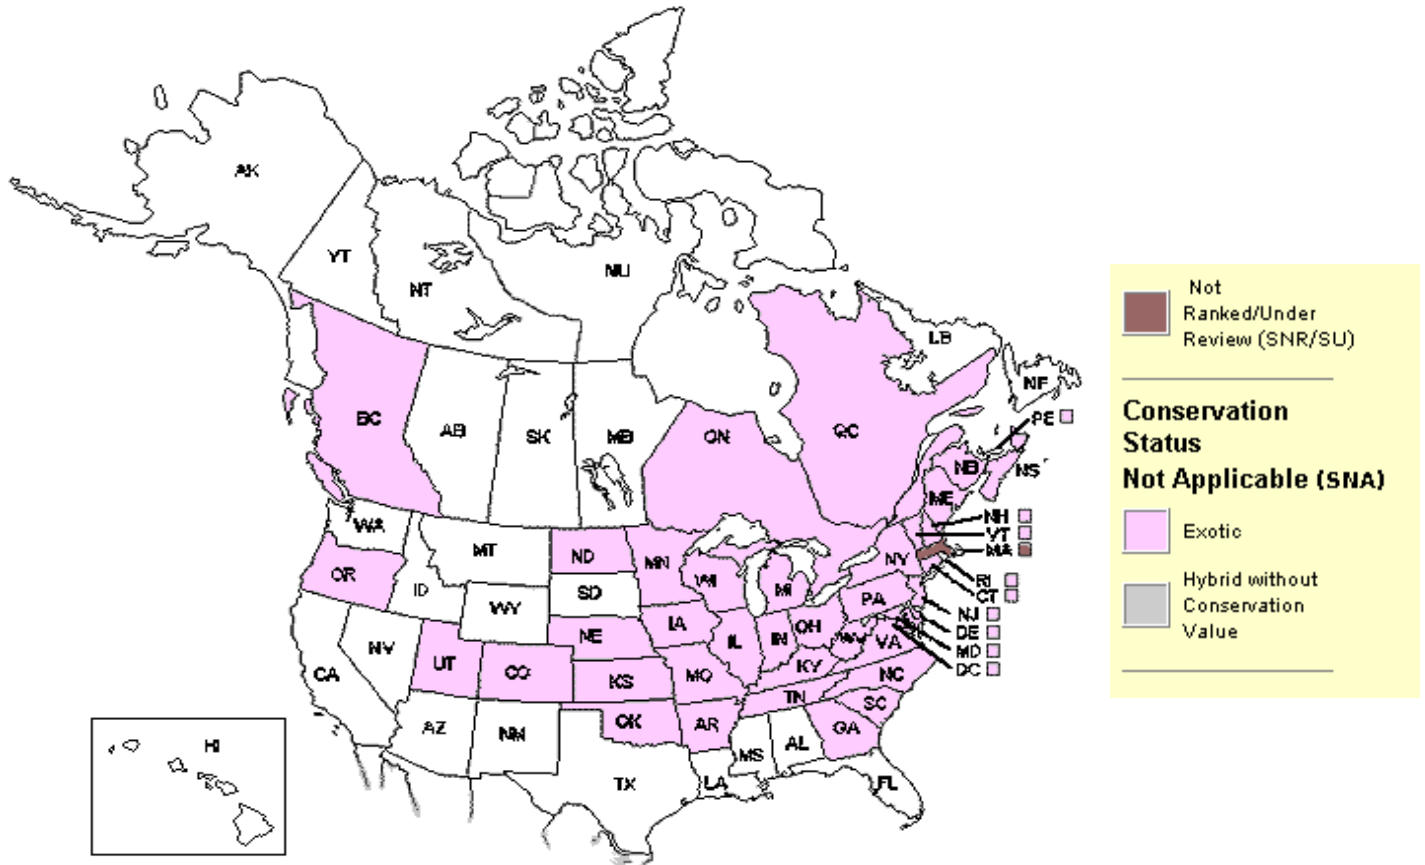 AK
YT
NT
NU
LB
NF
PE
BC
AB
SK
MB
ON
QC
NB
NS
ME
NH
VT
MA
RI
CT
NJ
DE
MD
DC
WA
MT
ND
MN
OR
ID
WY
SD
WI
MI
NY
PA
CA
NV
UT
CO
NE
IA
IL
IN
OH
WV
VA
KS
MO
KY
NC
TN
SC
AZ
NM
OK
AR
GA
MS
AL
TX
LA
FL
HI
Not
Ranked/Under
Review (SNR/SU)
Conservation
Status
Not Applicable (SNA)
Exotic
Hybrid without
Conservation
Value